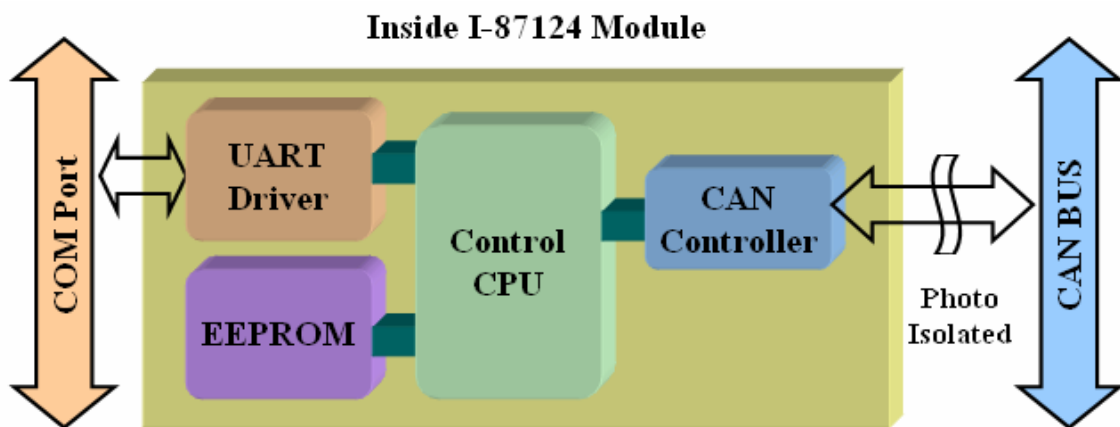 Inside I-87124 Module
COM Port
UART
Driver
EEPROM
Control
CPU
CAN
Controller
Photo
Isolated
CAN BUS